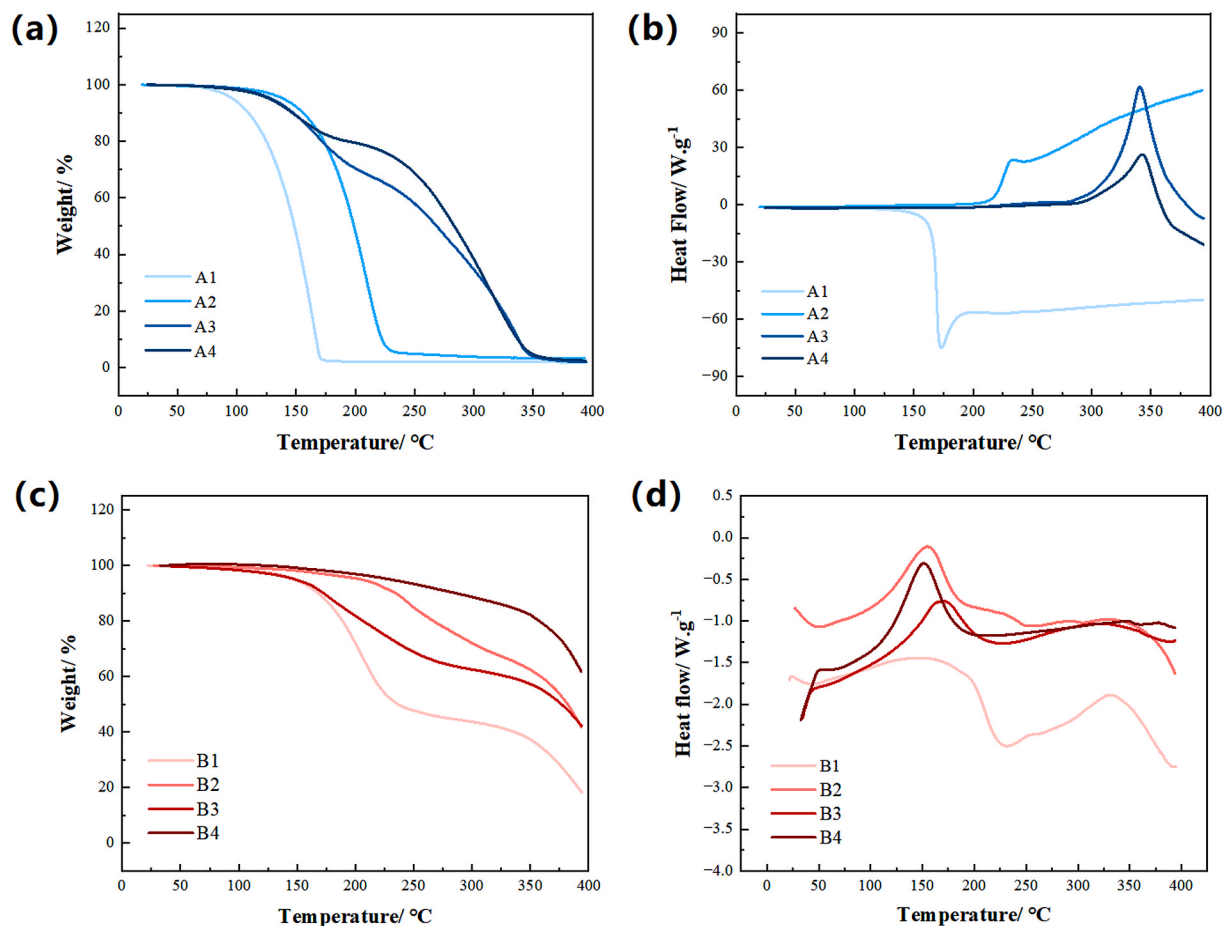 (a)
120
100
80
60
40
20
0
Weight/ %
A1
A2
A3
A4
0 50 100 150 200 250 300 350 400
Temperature/ °C
(b)
90
60
30
0
−30
−60
−90
Heat Flow/ W.g-1
A1
A2
A3
A4
0 50 100 150 200 250 300 350 400
Temperature/ °C
(c)
120
100
80
60
40
20
0
Weight/ %
B1
B2
B3
B4
0 50 100 150 200 250 300 350 400
Temperature/ °C
(d)
0.5
0.0
−0.5
−1.0
−1.5
−2.0
−2.5
−3.0
−3.5
−4.0
Heat flow/ W.g-1
B1
B2
B3
B4
0 50 100 150 200 250 300 350 400
Temperature/ °C